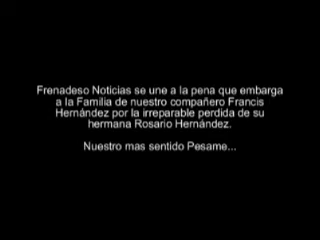 Frenadeso Noticias se une a la pena que embarga
a la Familia de nuestro compañero Francis
Hernández por la irreparable perdida de su
hermana Rosario Hernández.
Nuestro mas sentido Pesame...